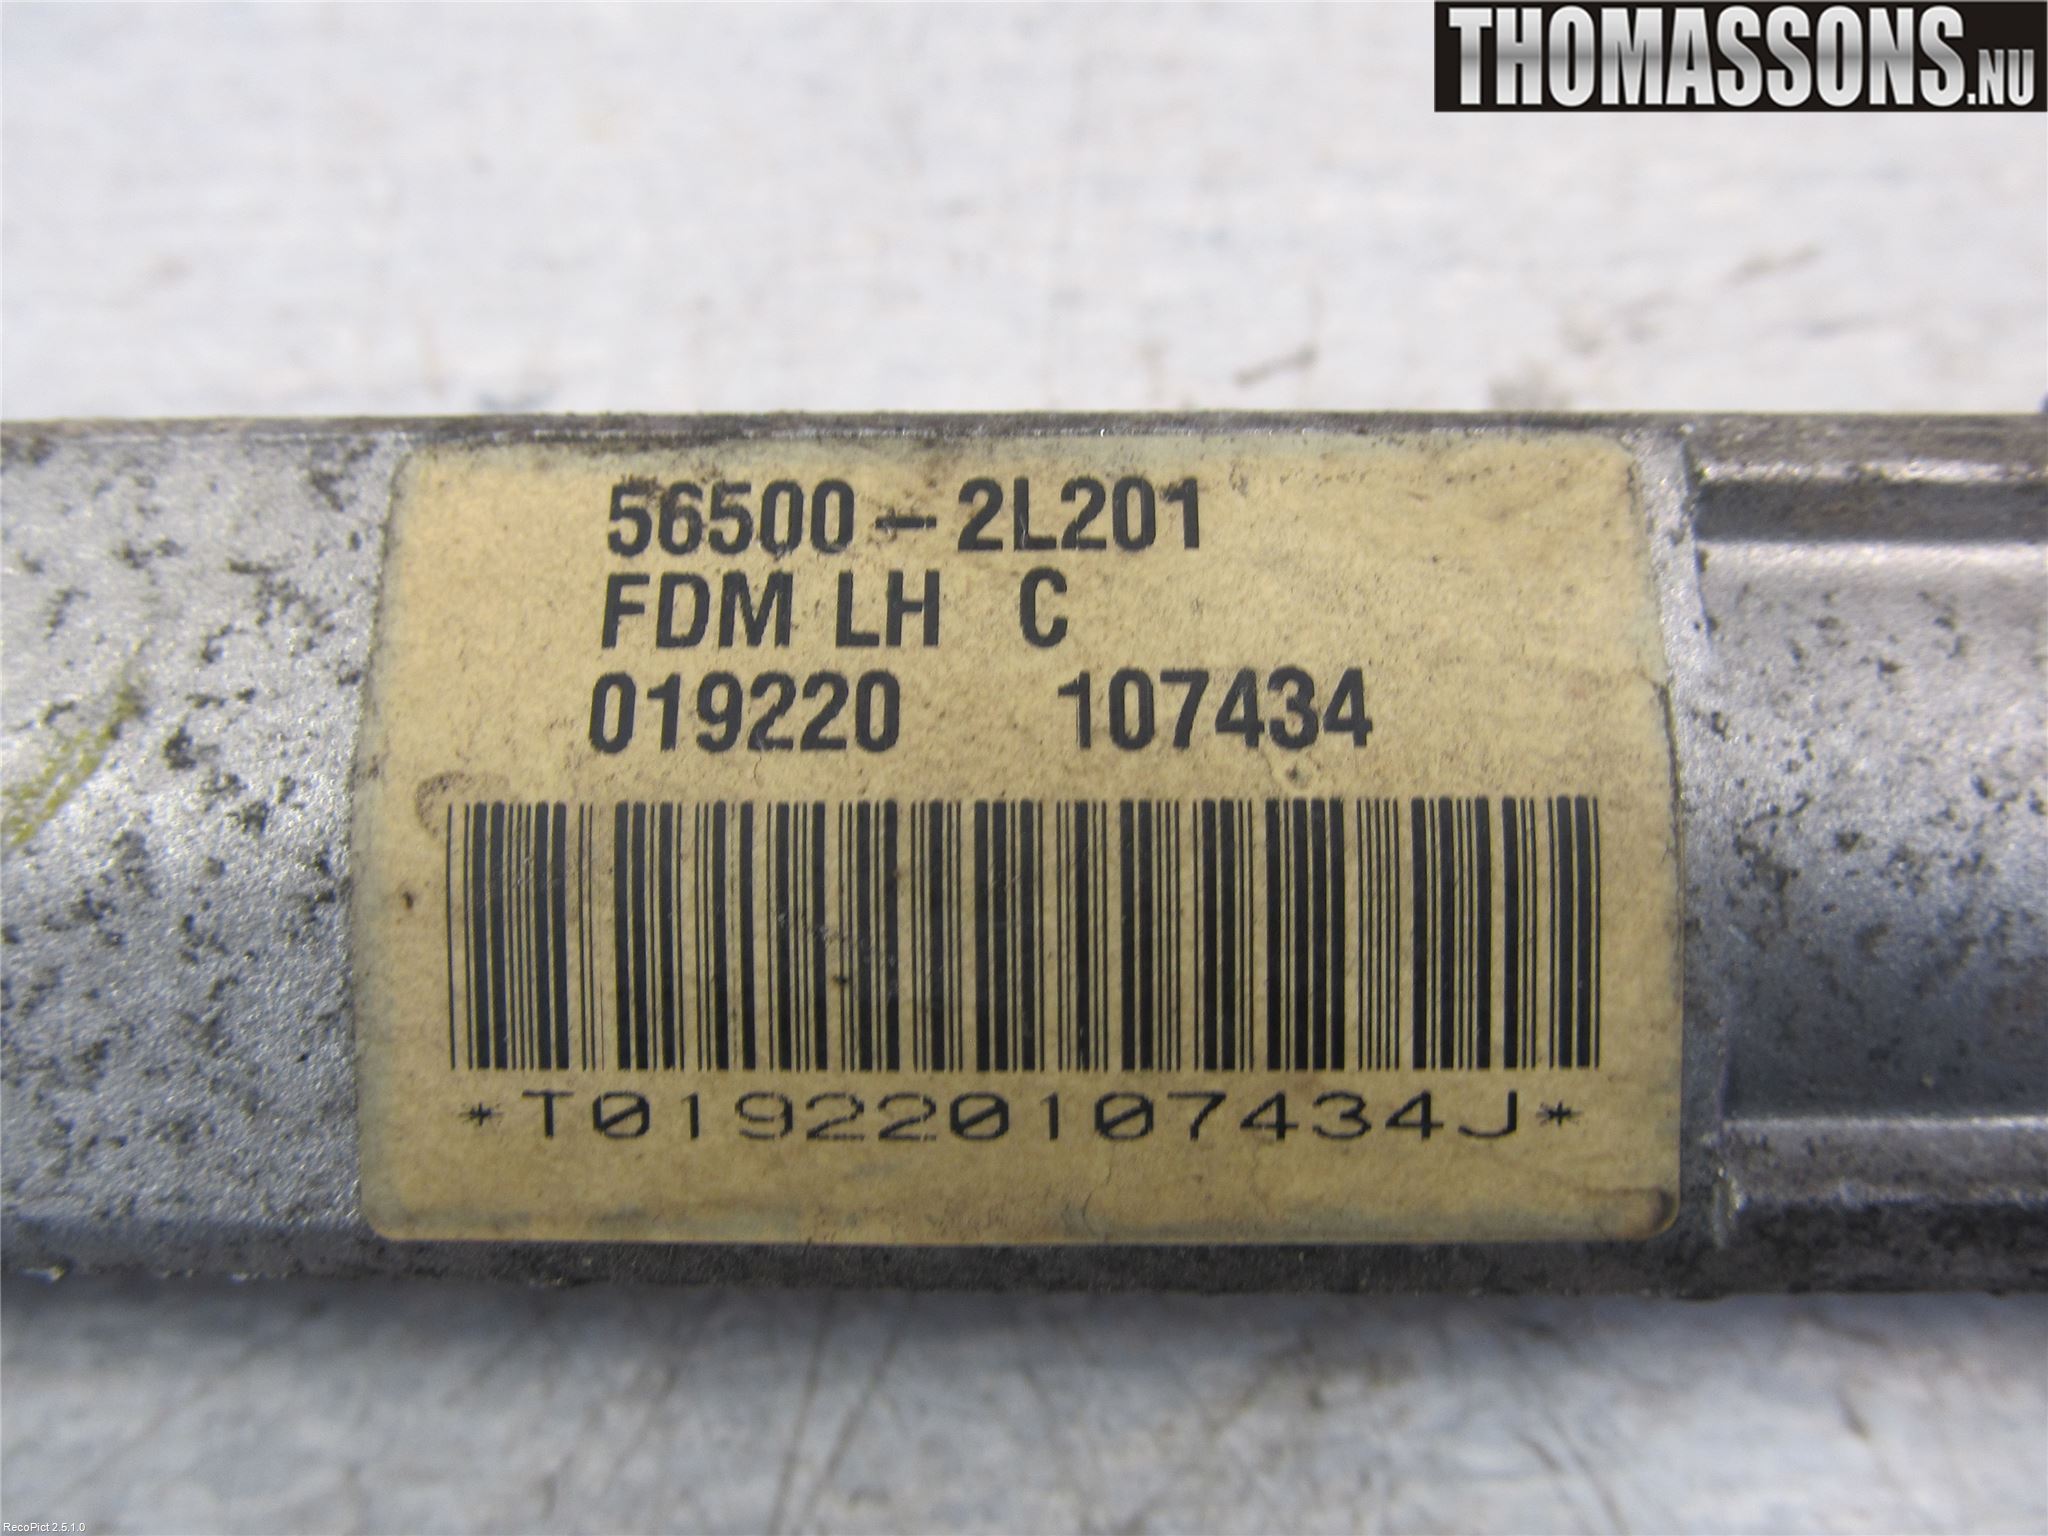 THOMASSONS.NU
56500-2L201
FDM LH C
019220 107434
*T019220107434J*
RecoPict 2.5.1.0